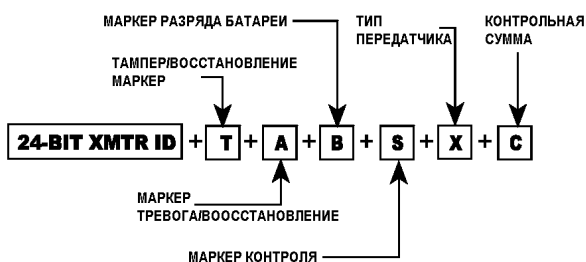 МАРКЕР РАЗРЯДА БАТАРЕИ
ТИП
ПЕРЕДАТЧИКА
КОНТРОЛЬНАЯ
СУММА
ТАМПЕР/ВОССТАНОВЛЕНИЕ
МАРКЕР
24-BIT XMTR ID + T + A + B + S + X + C
МАРКЕР
ТРЕВОГА/ВООССТАНОВЛЕНИЕ
МАРКЕР КОНТРОЛЯ